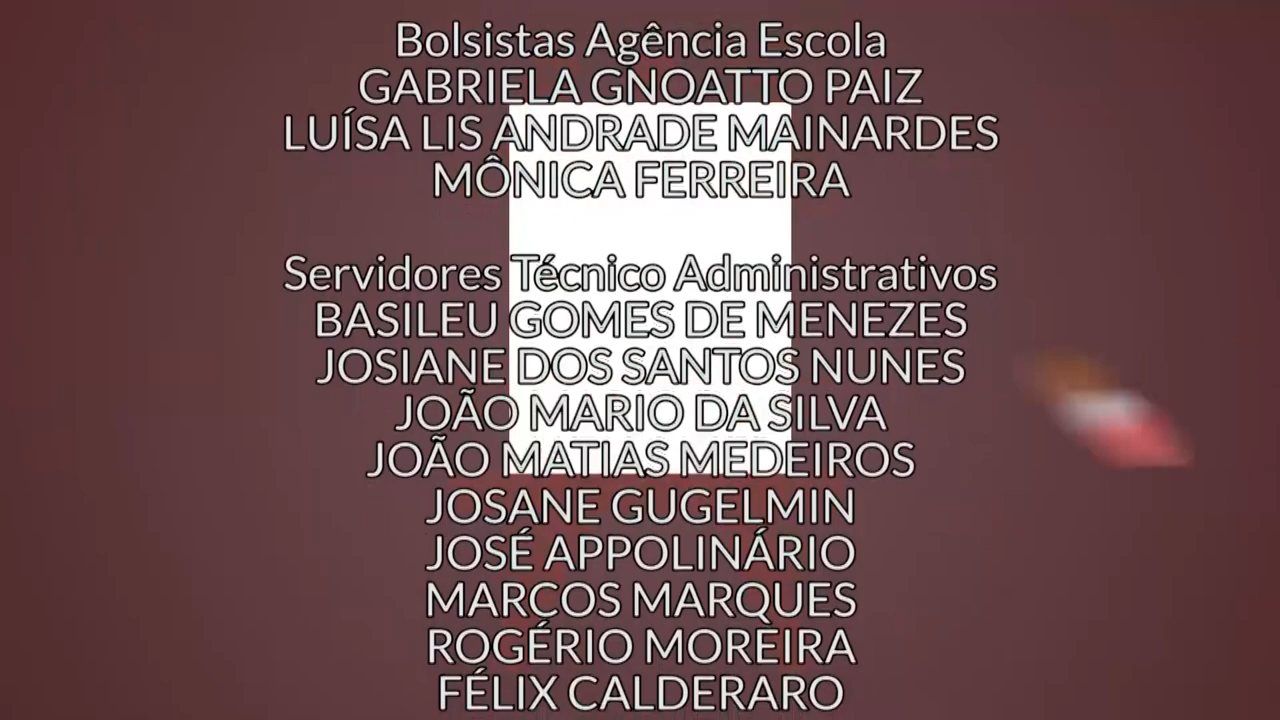 Bolsistas Agência Escola
GABRIELA GNOATTO PAIZ
LUÍSA LIS ANDRADE MAINARDES
MÔNICA FERREIRA
Servidores Técnico Administrativos
BASILEU GOMES DE MENEZES
JOSIANE DOS SANTOS NUNES
JOÃO MARIO DA SILVA
JOÃO MATIAS MEDEIROS
JOSANE GUGELMIN
JOSÉ APPOLINÁRIO
MARCOS MARQUES
ROGÉRIO MOREIRA
FÉLIX CALDERARO